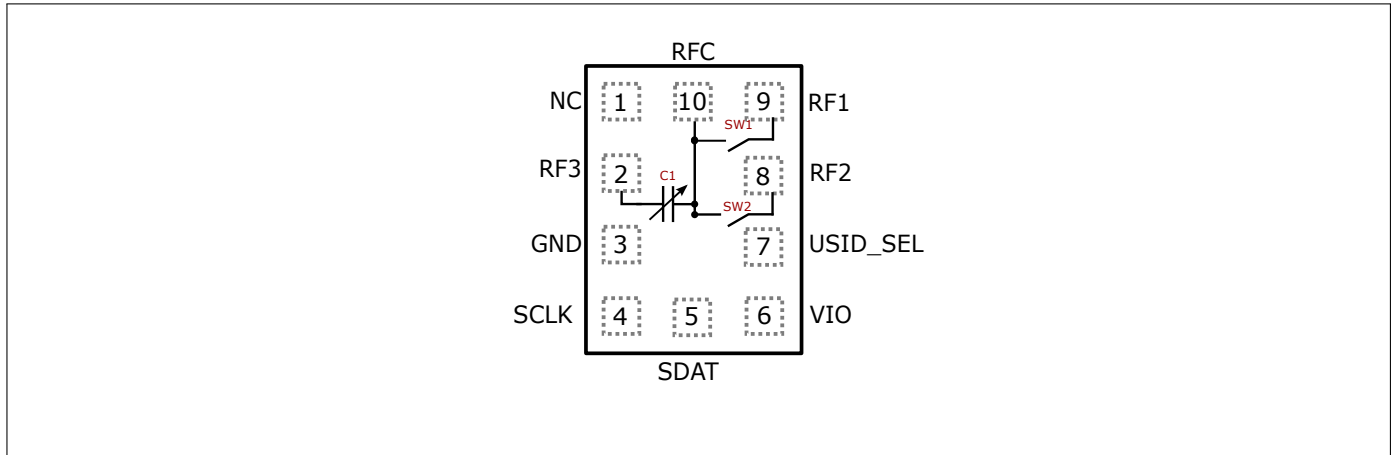 RFC
NC 1 10 9 RF1
SW1
RF3 2 C1 8 RF2
SW2
GND 3 7 USID_SEL
SCLK 4 5 6 VIO
SDAT